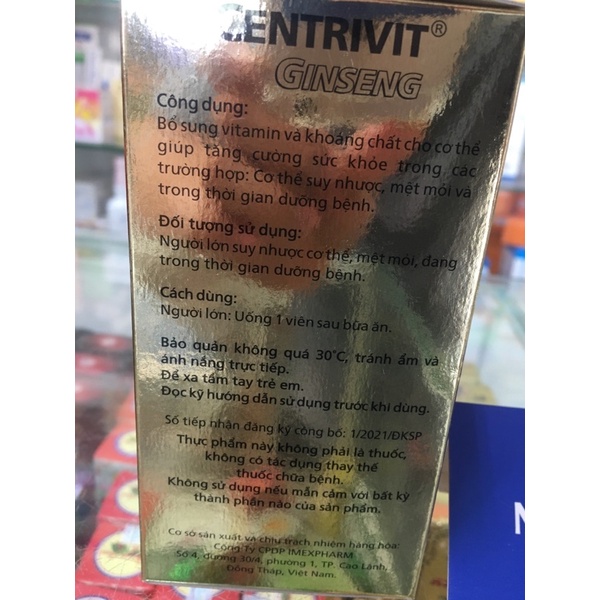 CENTRIVIT®
GINSENG
Công dụng:
Bổ sung vitamin và khoáng chất cho cơ thể
giúp tăng cường sức khỏe trong các
trường hợp: Cơ thể suy nhược, mệt mỏi và
trong thời gian dưỡng bệnh.
Đối tượng sử dụng:
Người lớn suy nhược cơ thể, mệt mỏi, đang
trong thời gian dưỡng bệnh.
Cách dùng:
Người lớn: Uống 1 viên sau bữa ăn.
Bảo quản không quá 30°C, tránh ẩm và
ánh nắng trực tiếp.
Để xa tầm tay trẻ em.
Đọc kỹ hướng dẫn sử dụng trước khi dùng.
Số tiếp nhận đăng ký công bố: 1/2021/ĐKSP
Thực phẩm này không phải là thuốc,
không có tác dụng thay thế
thuốc chữa bệnh.
Không sử dụng nếu mẫn cảm với bất kỳ
thành phần nào của sản phẩm.
Cơ sở sản xuất và chịu trách nhiệm hàng hóa:
Công Ty CPDP IMEXPHARM
Số 4, đường 30/4, phường 1, TP. Cao Lãnh,
Đồng Tháp, Việt Nam.
N